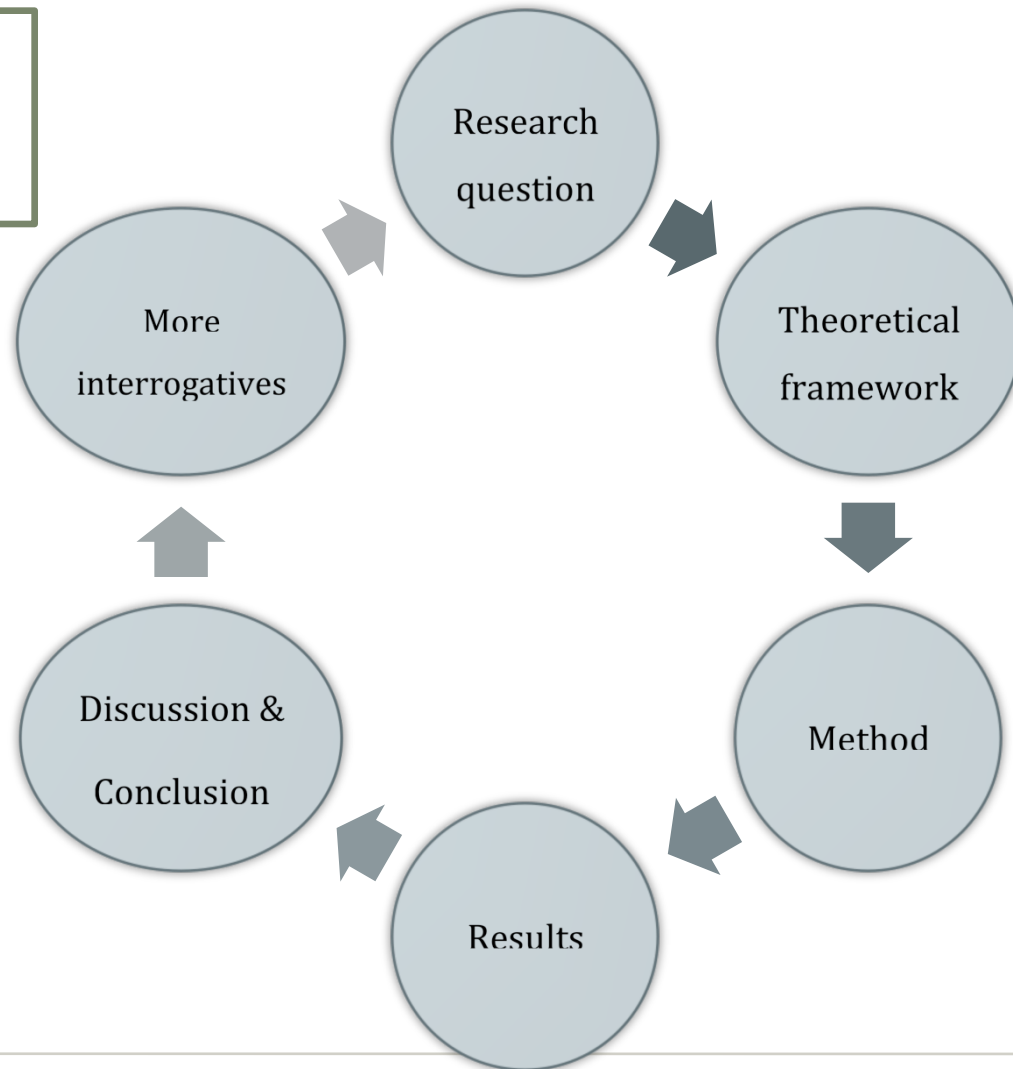 Research
question
Theoretical
framework
Method
Results
Discussion &
Conclusion
More
interrogatives